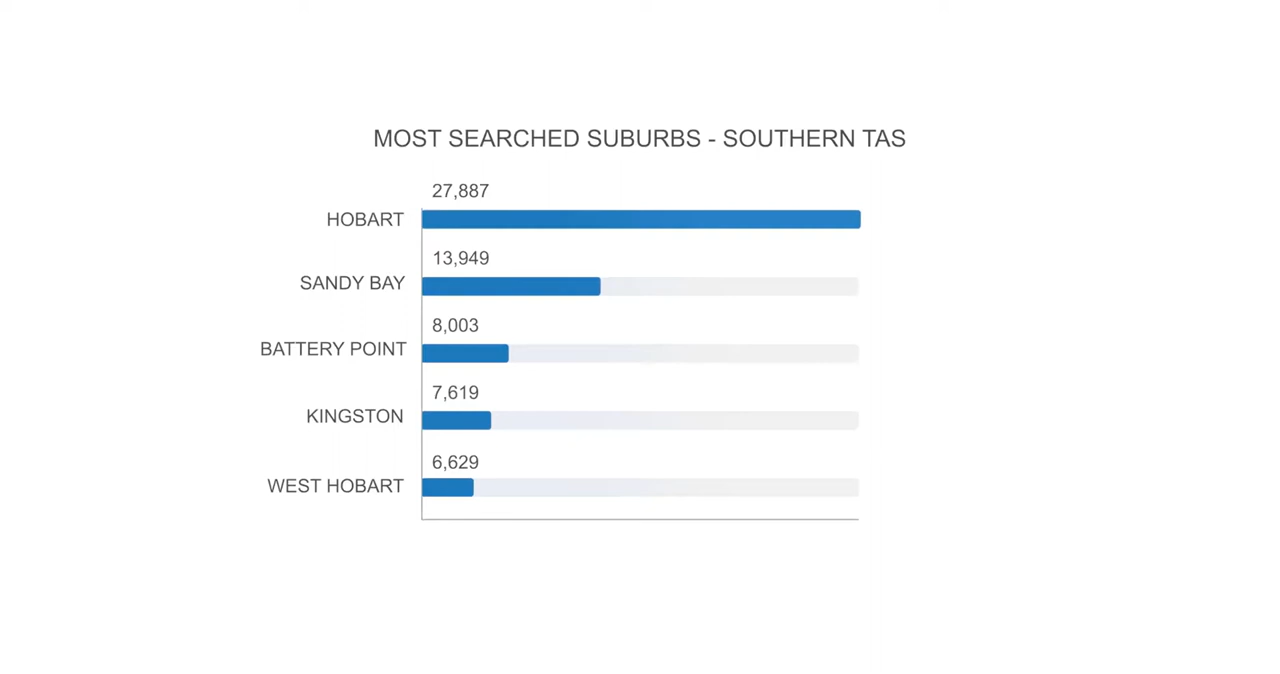 MOST SEARCHED SUBURBS - SOUTHERN TAS
27,887
HOBART
13,949
SANDY BAY
8,003
BATTERY POINT
7,619
KINGSTON
6,629
WEST HOBART